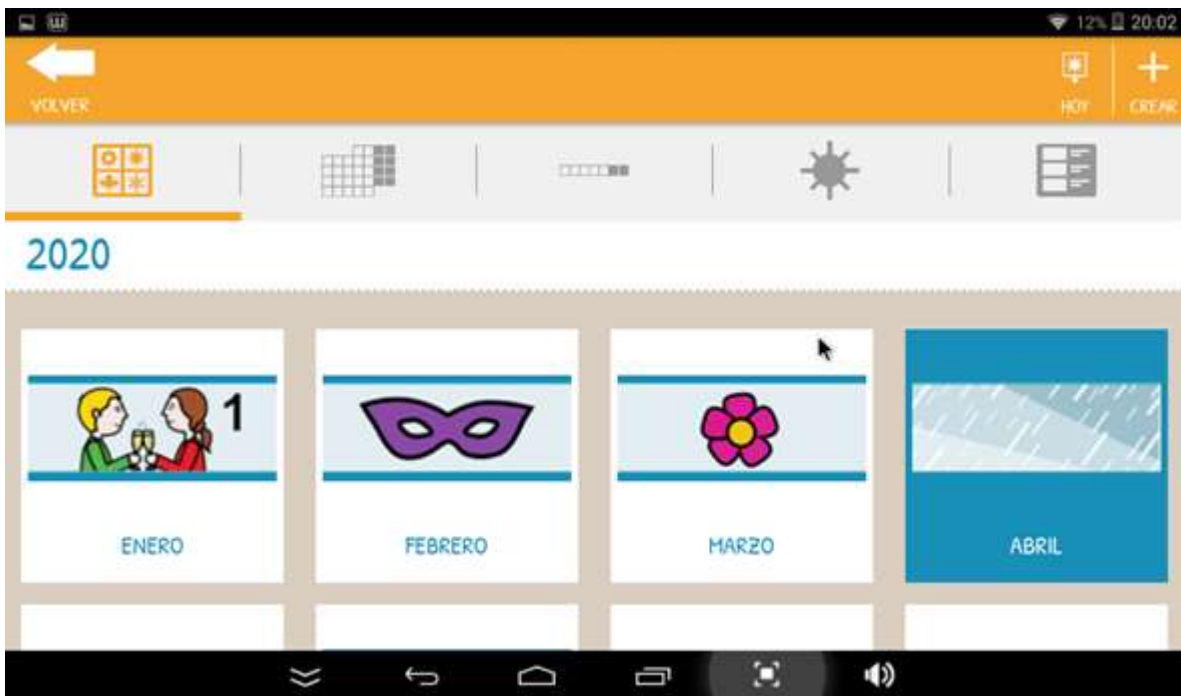 12% 20:02
VOLVER
HOY CREAR
2020
1
ENERO FEBRERO MARZO ABRIL